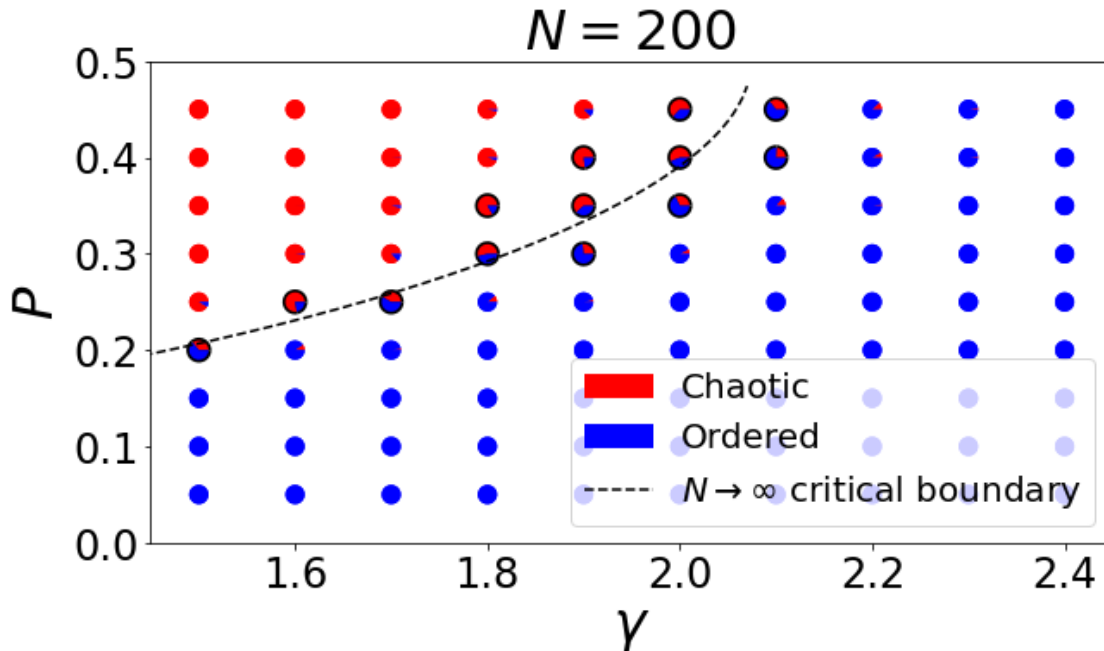 N = 200
0.5
0.4
0.3
0.2
0.1
0.0
P
Chaotic
Ordered
N → ∞ critical boundary
1.6 1.8 2.0 2.2 2.4
γ